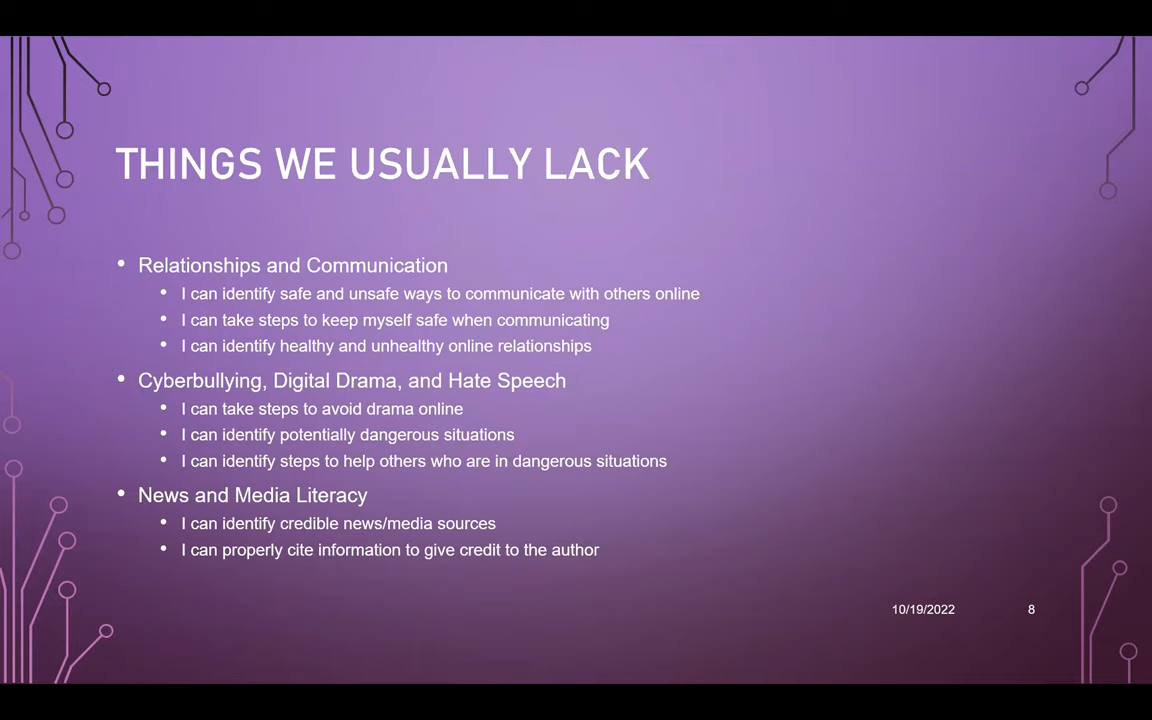 THINGS WE USUALLY LACK
• Relationships and Communication
• I can identify safe and unsafe ways to communicate with others online
• I can take steps to keep myself safe when communicating
• I can identify healthy and unhealthy online relationships
• Cyberbullying, Digital Drama, and Hate Speech
• I can take steps to avoid drama online
• I can identify potentially dangerous situations
• I can identify steps to help others who are in dangerous situations
• News and Media Literacy
• I can identify credible news/media sources
• I can properly cite information to give credit to the author
10/19/2022 8